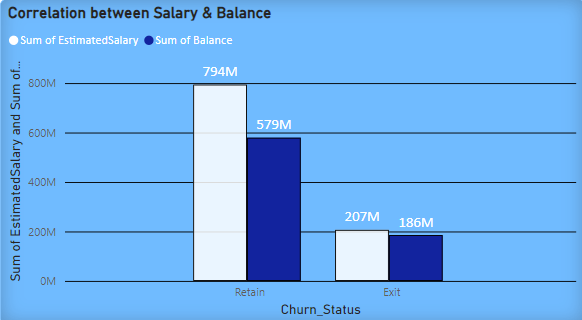 Correlation between Salary & Balance
Sum of EstimatedSalary Sum of Balance
Sum of EstimatedSalary and Sum of...
800M
600M
400M
200M
0M
794M
579M
207M
186M
Retain Exit
Churn_Status